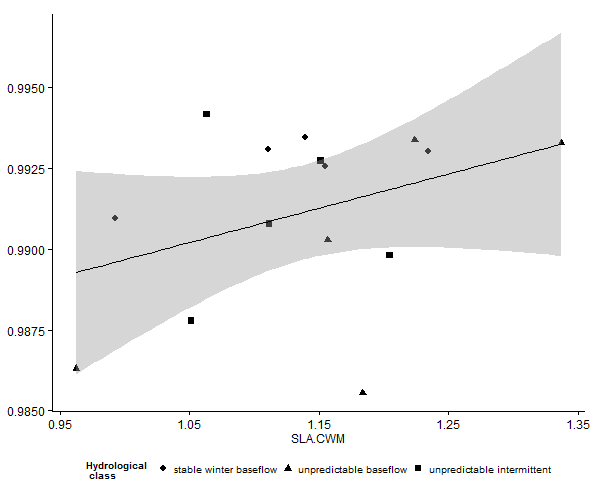 0.9950
0.9925
0.9900
0.9875
0.9850
0.95 1.05 1.15 1.25 1.35
SLA.CWM
Hydrological
class
stable winter baseflow unpredictable baseflow unpredictable intermittent